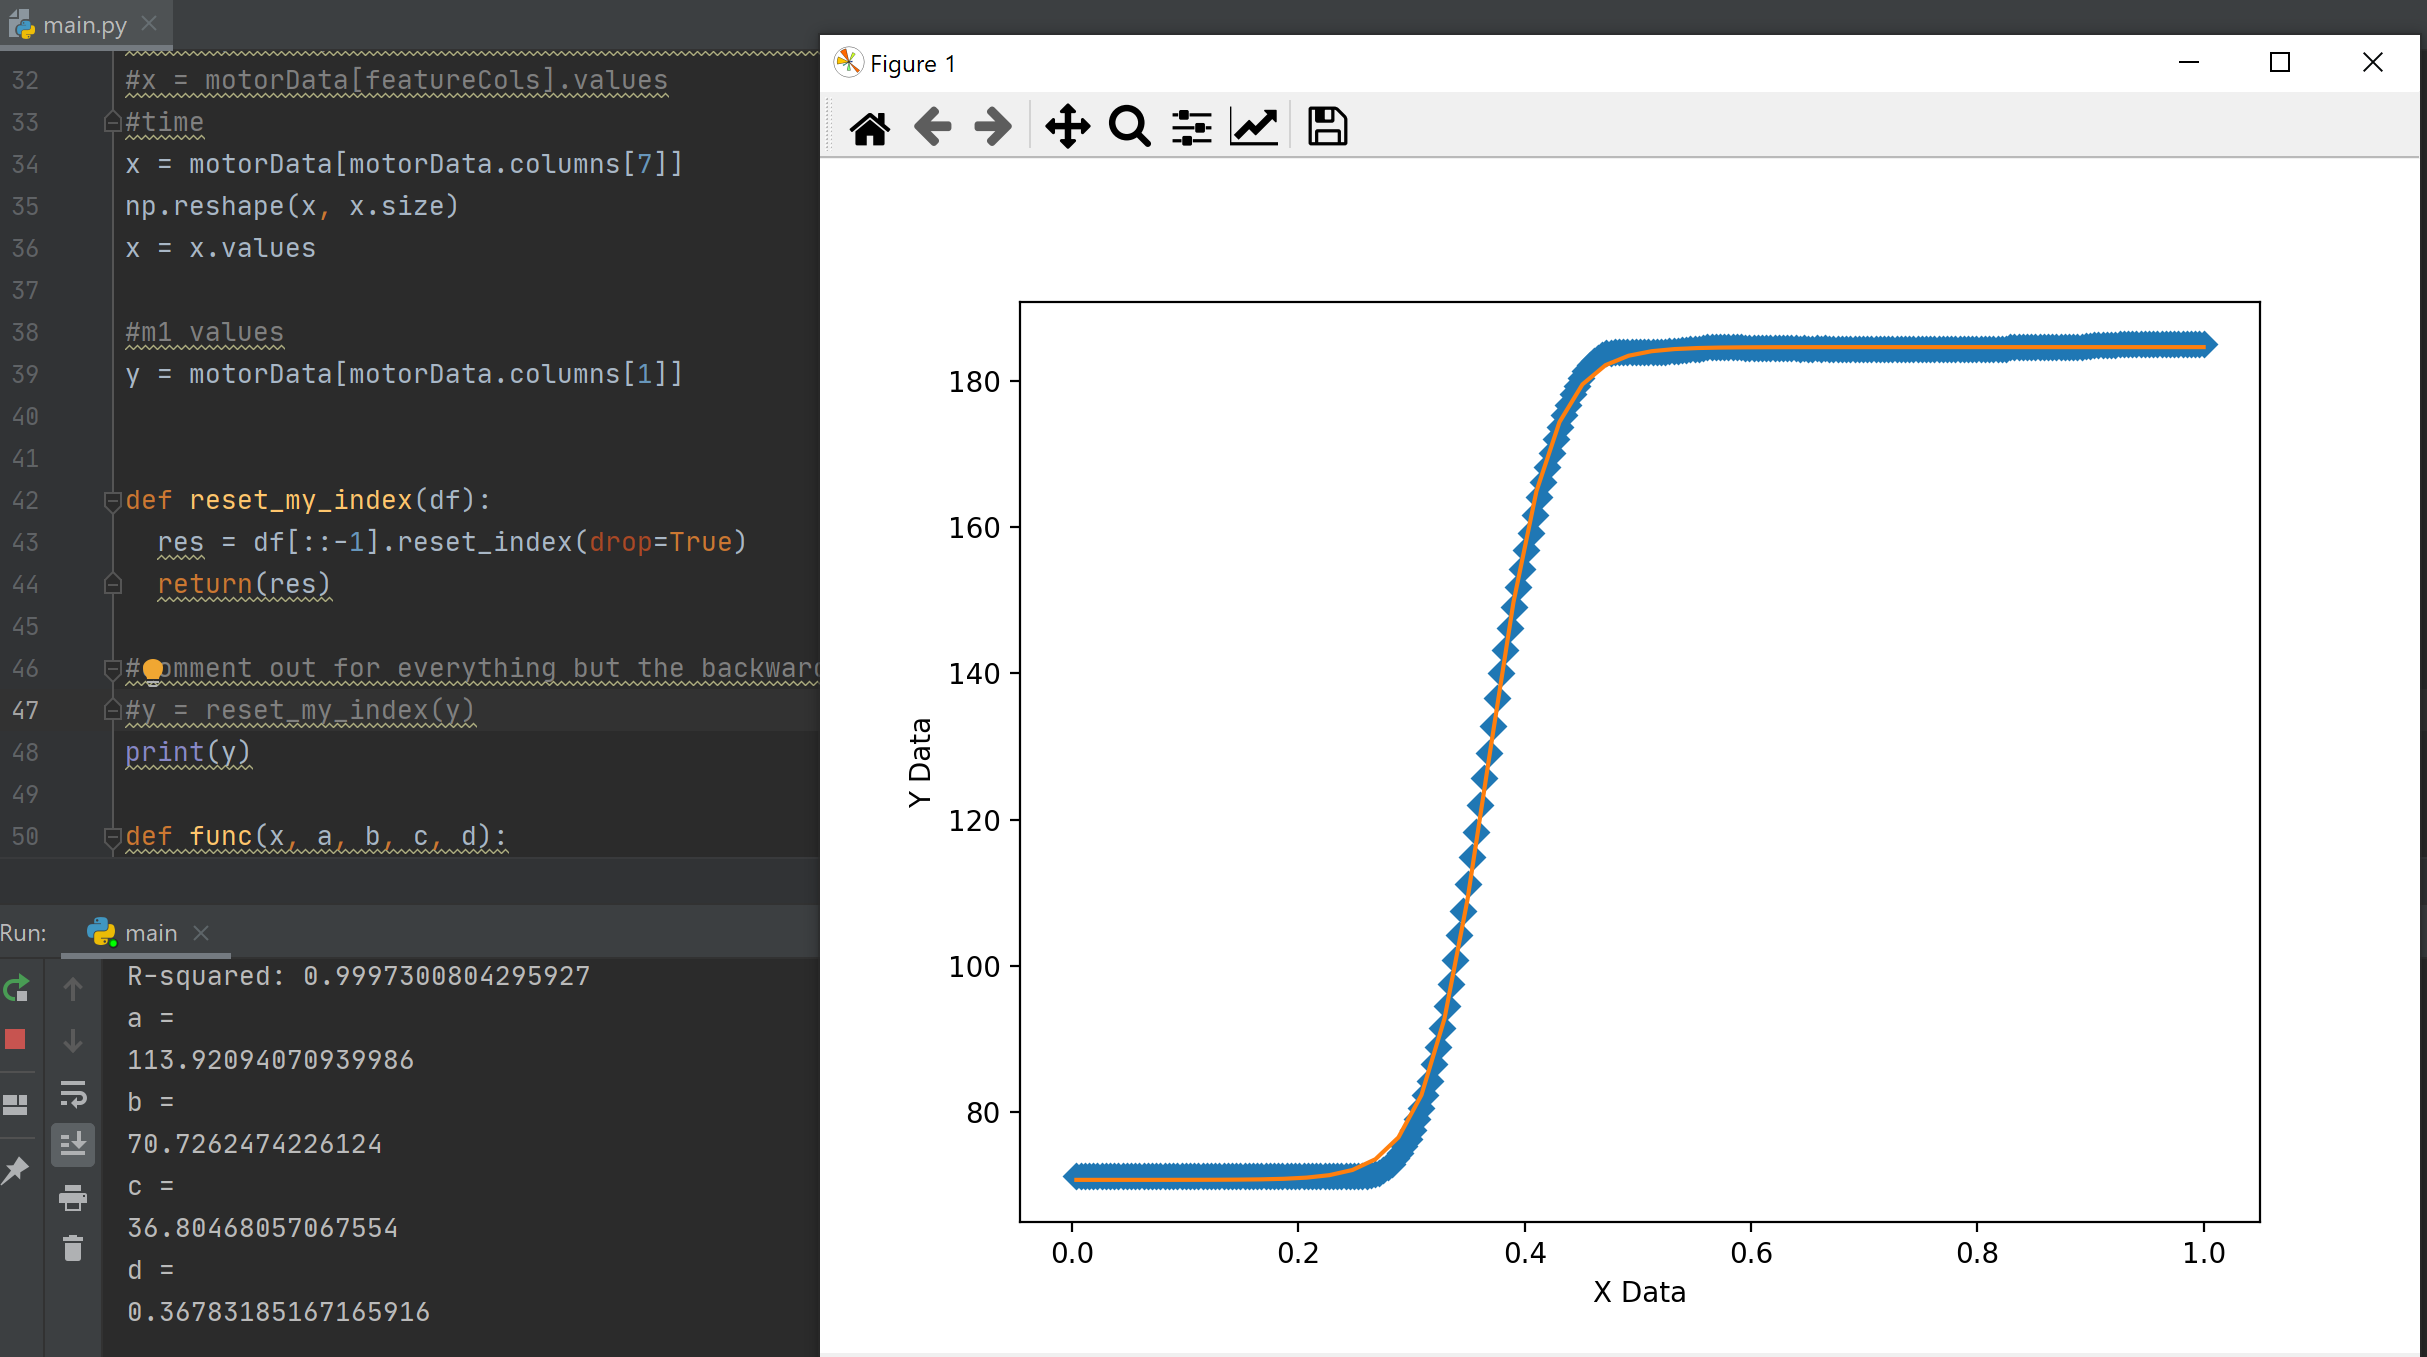 main.py
32 #x = motorData[featureCols].values
33 #time
34 x = motorData[motorData.columns[7]]
35 np.reshape(x, x.size)
36 x = x.values
37
38 #m1 values
39 y = motorData[motorData.columns[1]]
40
41
42 def reset_my_index(df):
43 res = df[::-1].reset_index(drop=True)
44 return(res)
45
46 #omment out for everything but the backward
47 #y = reset_my_index(y)
48 print(y)
49
50 def func(x, a, b, c, d):
Run: main
R-squared: 0.9997300804295927
a =
113.92094070939986
b =
70.7262474226124
c =
36.80468057067554
d =
0.36783185167165916
Figure 1
180
160
140
120
100
80
Y Data
0.0 0.2 0.4 0.6 0.8 1.0
X Data